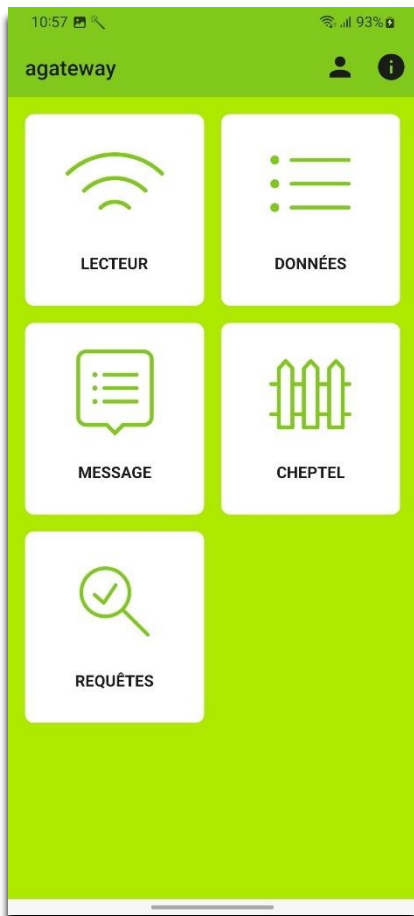 10:57 93%
agateway
LECTEUR DONNÉES
MESSAGE CHEPTEL
REQUÊTES